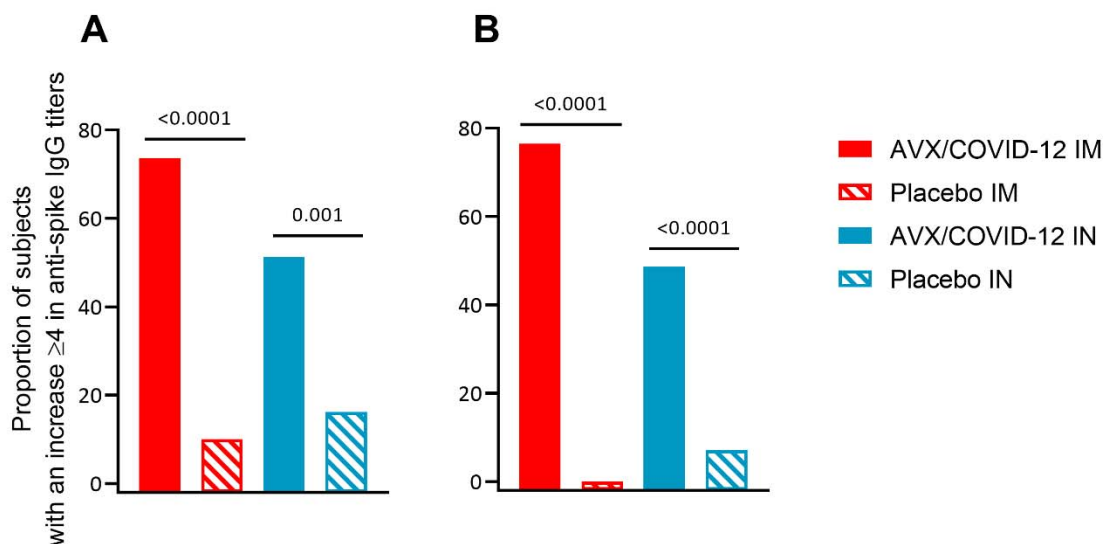 A
B
Proportion of subjects
with an increase ≥4 in anti-spike IgG titers
80
60
40
20
0
<0.0001
0.001
80
60
40
20
0
<0.0001
<0.0001
AVX/COVID-12 IM
Placebo IM
AVX/COVID-12 IN
Placebo IN